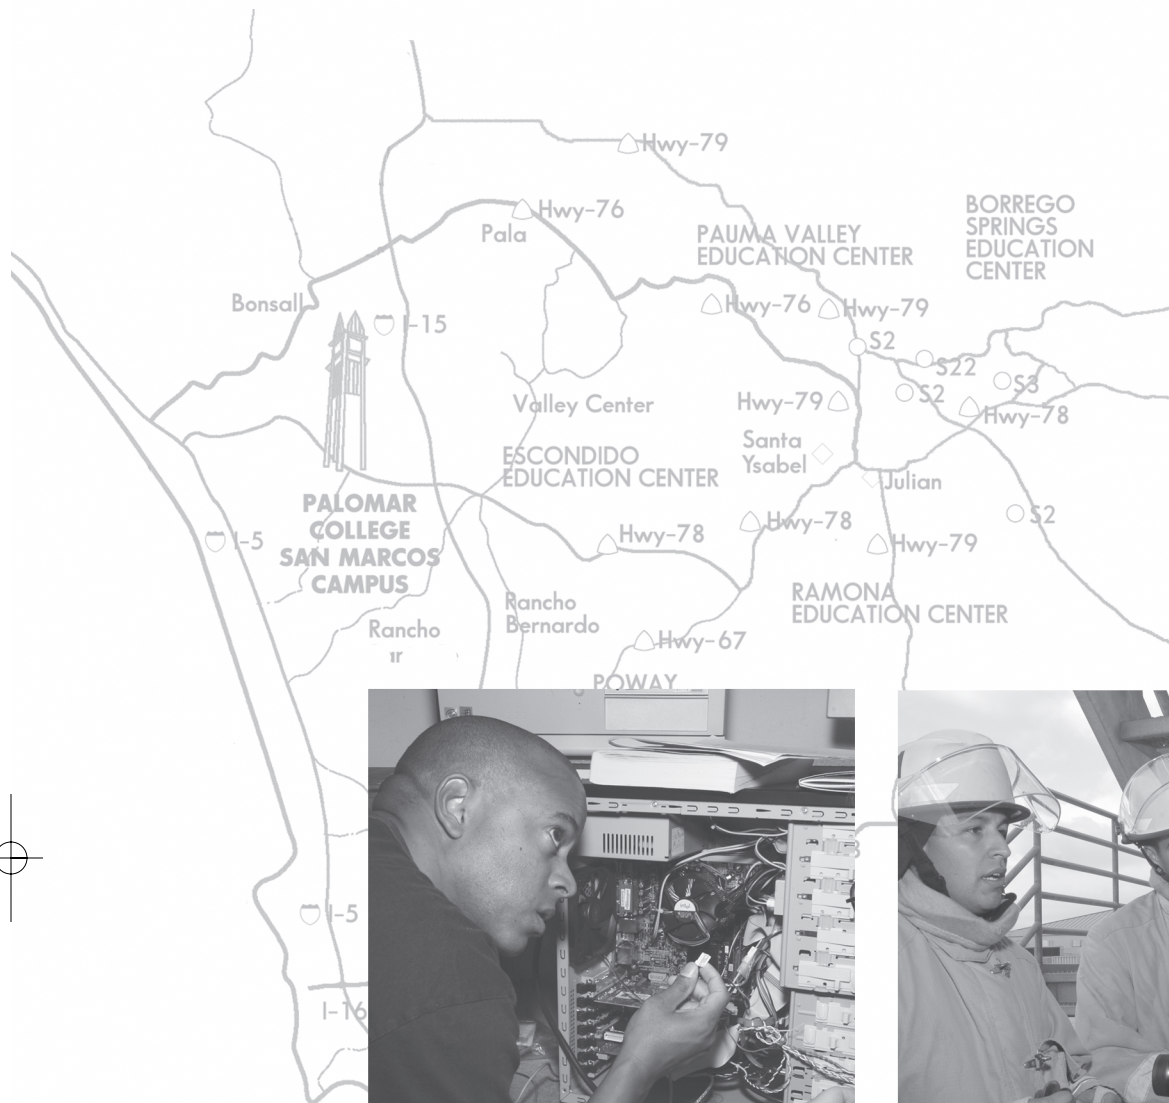 Hwy-79
Hwy-76
Pala
PAUMA VALLEY
EDUCATION CENTER
BORREGO
SPRINGS
EDUCATION
CENTER
Bonsall
I-15
Hwy-76
Hwy-79
S2
S22
S2
S3
Hwy-78
Valley Center
Hwy-79
Santa
Ysabel
Julian
ESCONDIDO
EDUCATION CENTER
PALOMAR
COLLEGE
SAN MARCOS
CAMPUS
I-5
Hwy-78
Hwy-78
S2
Hwy-79
RAMONA
EDUCATION CENTER
Rancho
Bernardo
Rancho
Hwy-67
POWAY
I-5
I-16